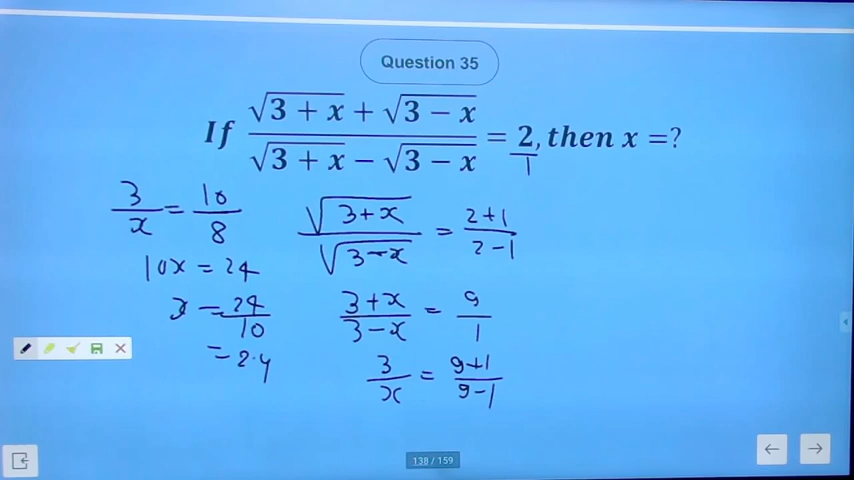 Question 35
If (√3 + x + √3 − x)/(√3 + x − √3 − x) = 2/1, then x =?
3/x = 10/8
10x = 24
x = 24/10
= 2.4
√3+x/√3−x = 2+1/2−1
3+x/3−x = 9/1
3/x = 9+1/9−1
138 / 159